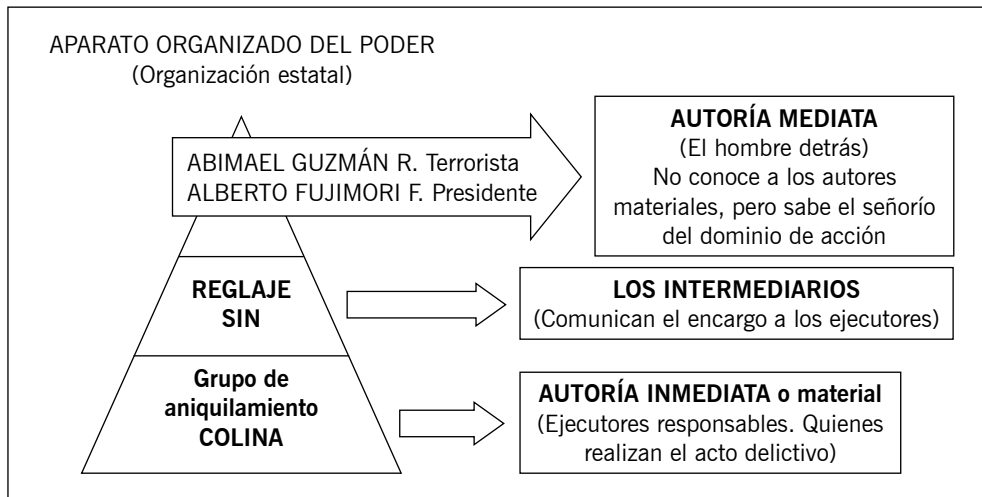 APARATO ORGANIZADO DEL PODER
(Organización estatal)
ABIMAEL GUZMÁN R. Terrorista
ALBERTO FUJIMORI F. Presidente
AUTORÍA MEDIATA
(El hombre detrás)
No conoce a los autores
materiales, pero sabe el señorío
del dominio de acción
REGLAJE
SIN
LOS INTERMEDIARIOS
(Comunican el encargo a los ejecutores)
Grupo de
aniquilamiento
COLINA
AUTORÍA INMEDIATA o material
(Ejecutores responsables. Quienes
realizan el acto delictivo)